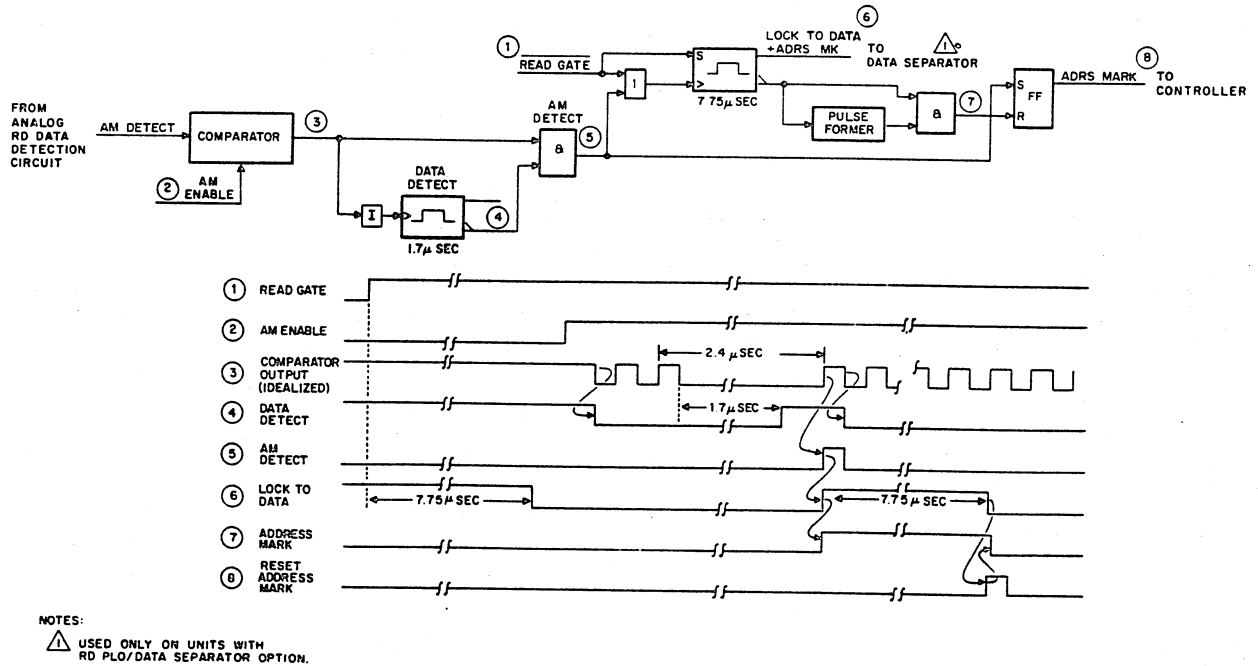 6
LOCK TO DATA
+ADRS MK
TO
DATA SEPARATOR
1
1
READ GATE
S
>
1
7 75μ SEC
8
ADRS MARK
TO
CONTROLLER
S
FF
R
PULSE
FORMER
&
7
FROM
ANALOG
RD DATA
DETECTION
CIRCUIT
AM DETECT
COMPARATOR
3
2
AM
ENABLE
AM
DETECT
&
5
DATA
DETECT
I
4
1.7μ SEC
1 READ GATE
2 AM ENABLE
3 COMPARATOR
OUTPUT
(IDEALIZED)
2.4 μSEC
4 DATA
DETECT
1.7μSEC
5 AM
DETECT
6 LOCK TO
DATA
7.75μ SEC
7.75μ SEC
7 ADDRESS
MARK
8 RESET
ADDRESS
MARK
NOTES:
1 USED ONLY ON UNITS WITH
RD PLO/DATA SEPARATOR OPTION.